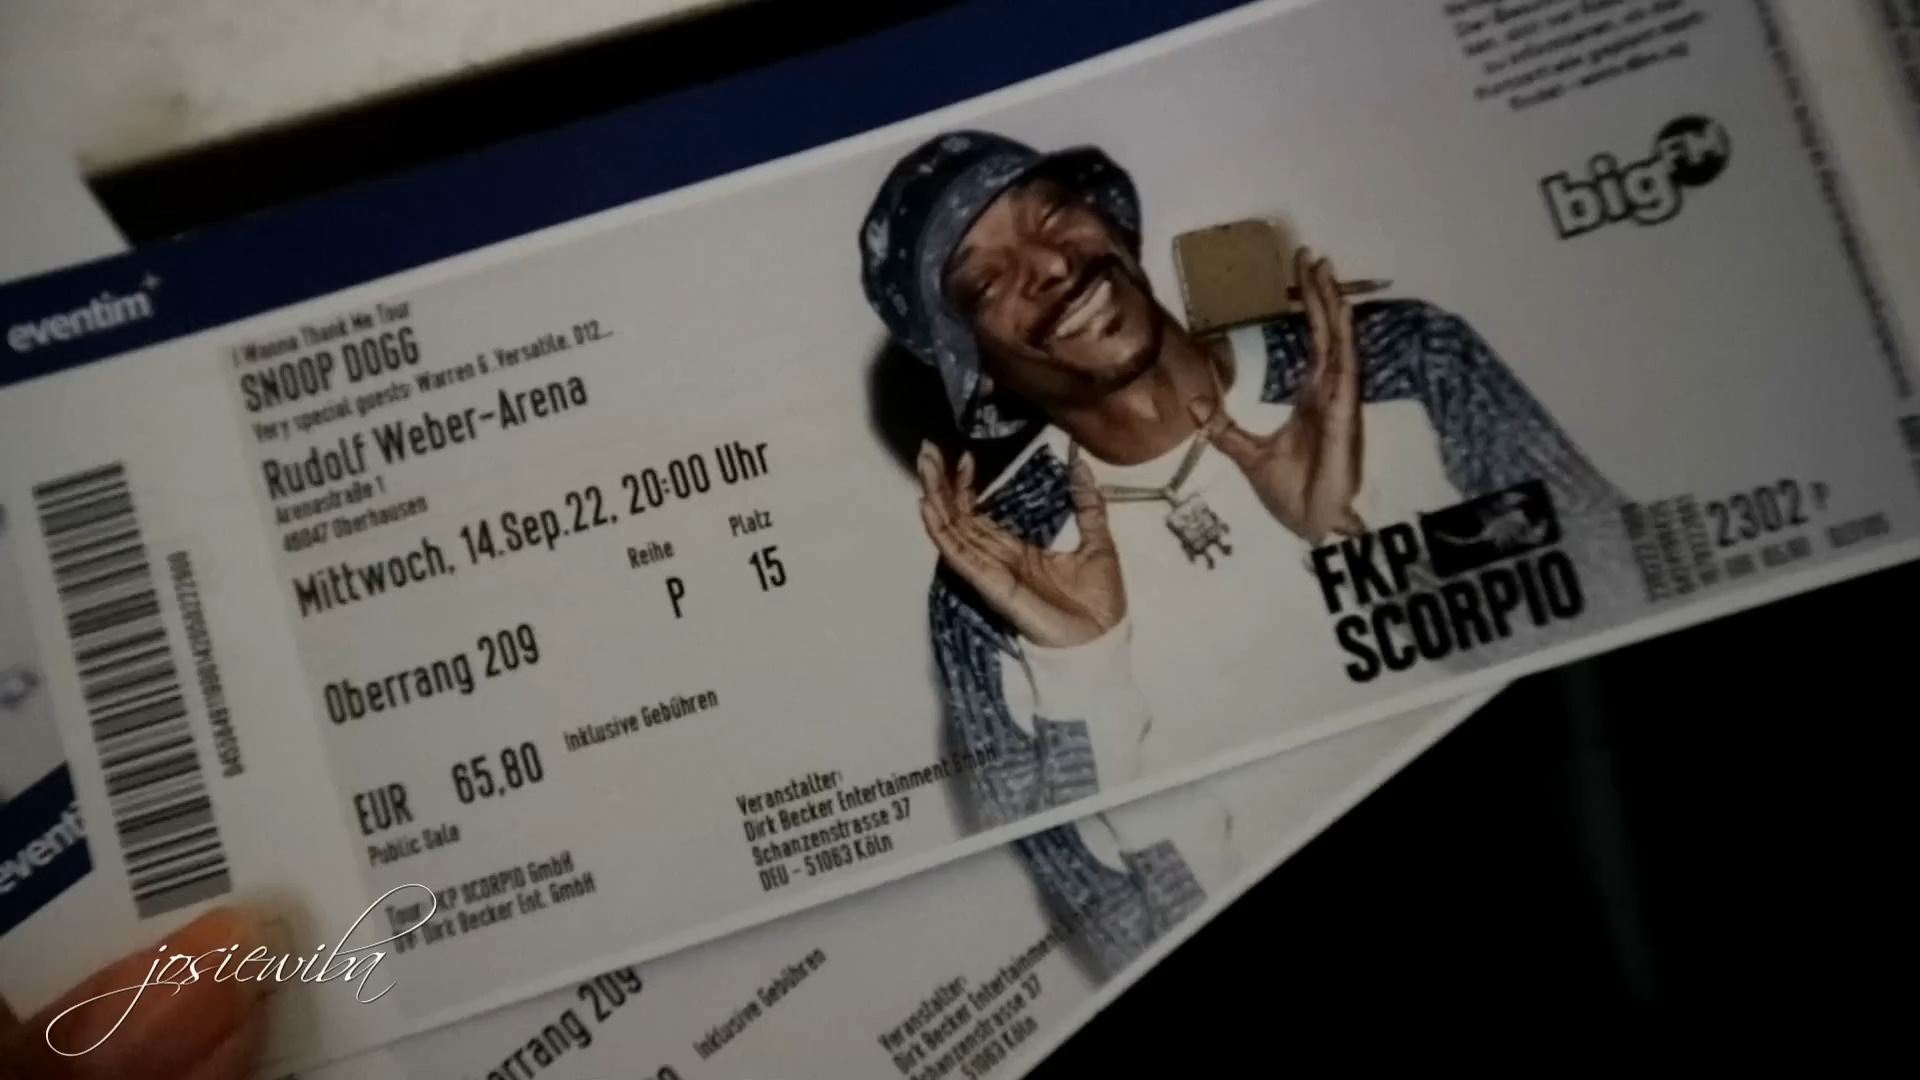 eventim
I Wanna Thank Me Tour
SNOOP DOGG
Very special guests: Warren G, Versatile, D12...
Rudolf Weber-Arena
Arenastraße 1
46047 Oberhausen
Mittwoch, 14.Sep.22, 20:00 Uhr
Reihe Platz
P 15
Oberrang 209
EUR 65,80 Inklusive Gebühren
Public Sale
Veranstalter:
Dirk Becker Entertainment GmbH
Schanzenstrasse 37
DEU - 51063 Köln
Tour: FKP SCORPIO GmbH
Dirk Becker Ent. GmbH
bigFM
FKP
SCORPIO
2302
eventi
errang 209
Inklusive Gebühren
Veranstalter:
Dirk Becker Entertainmen
Schanzenstrasse 37
51063 Köln
josiewiba